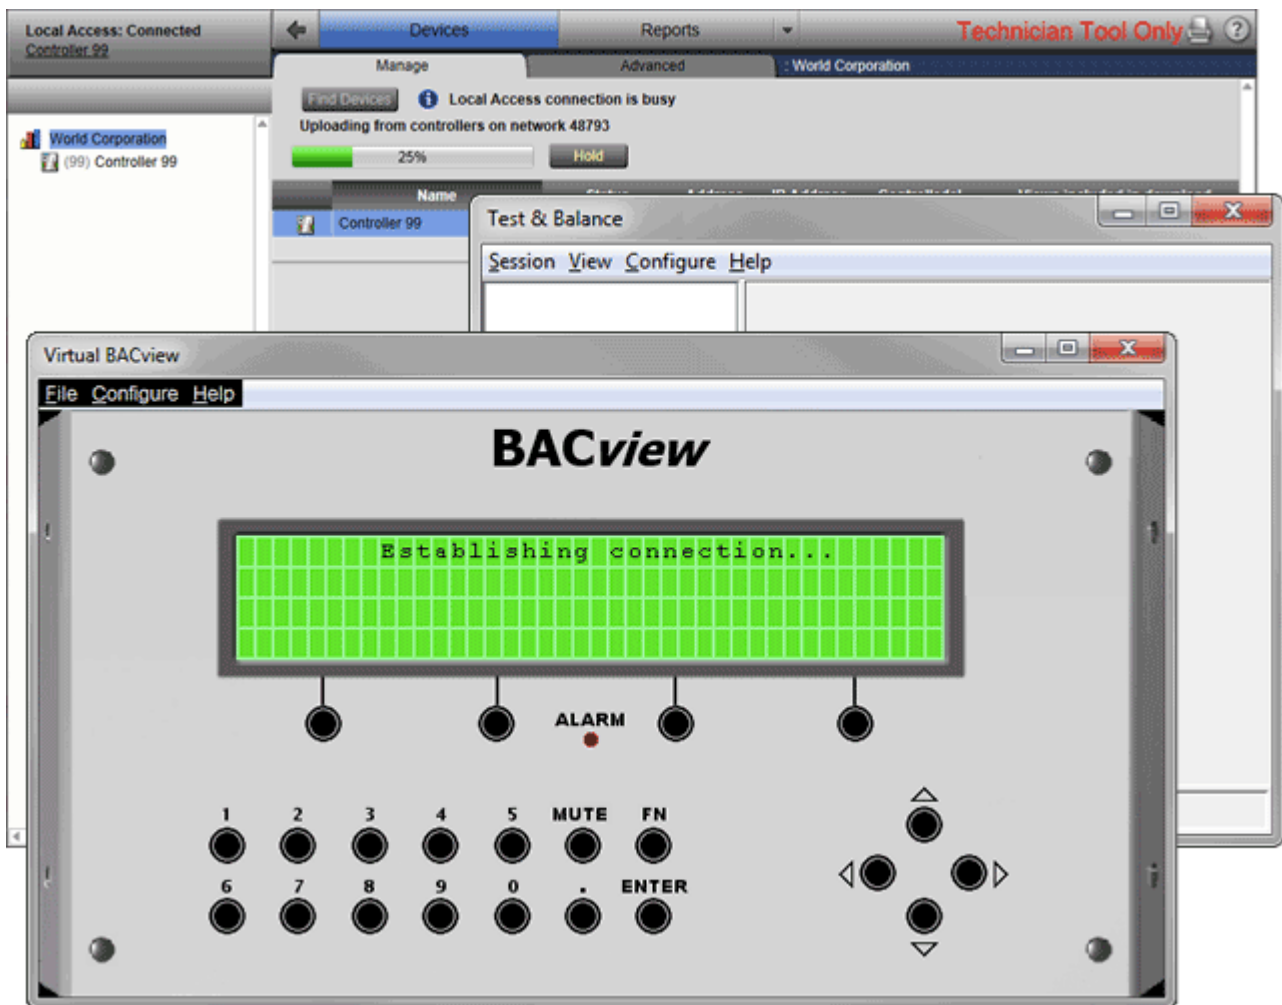 Local Access: Connected
Controller 99
Devices
Reports
Technician Tool Only
?
Manage
Advanced
: World Corporation
Find Devices
i
Local Access connection is busy
Uploading from controllers on network 48793
25%
Hold
World Corporation
(99) Controller 99
Name
Controller 99
Test & Balance
Session View Configure Help
Virtual BACview
File Configure Help
BACview
Establishing connection...
ALARM
1 2 3 4 5 MUTE FN
6 7 8 9 0 . ENTER